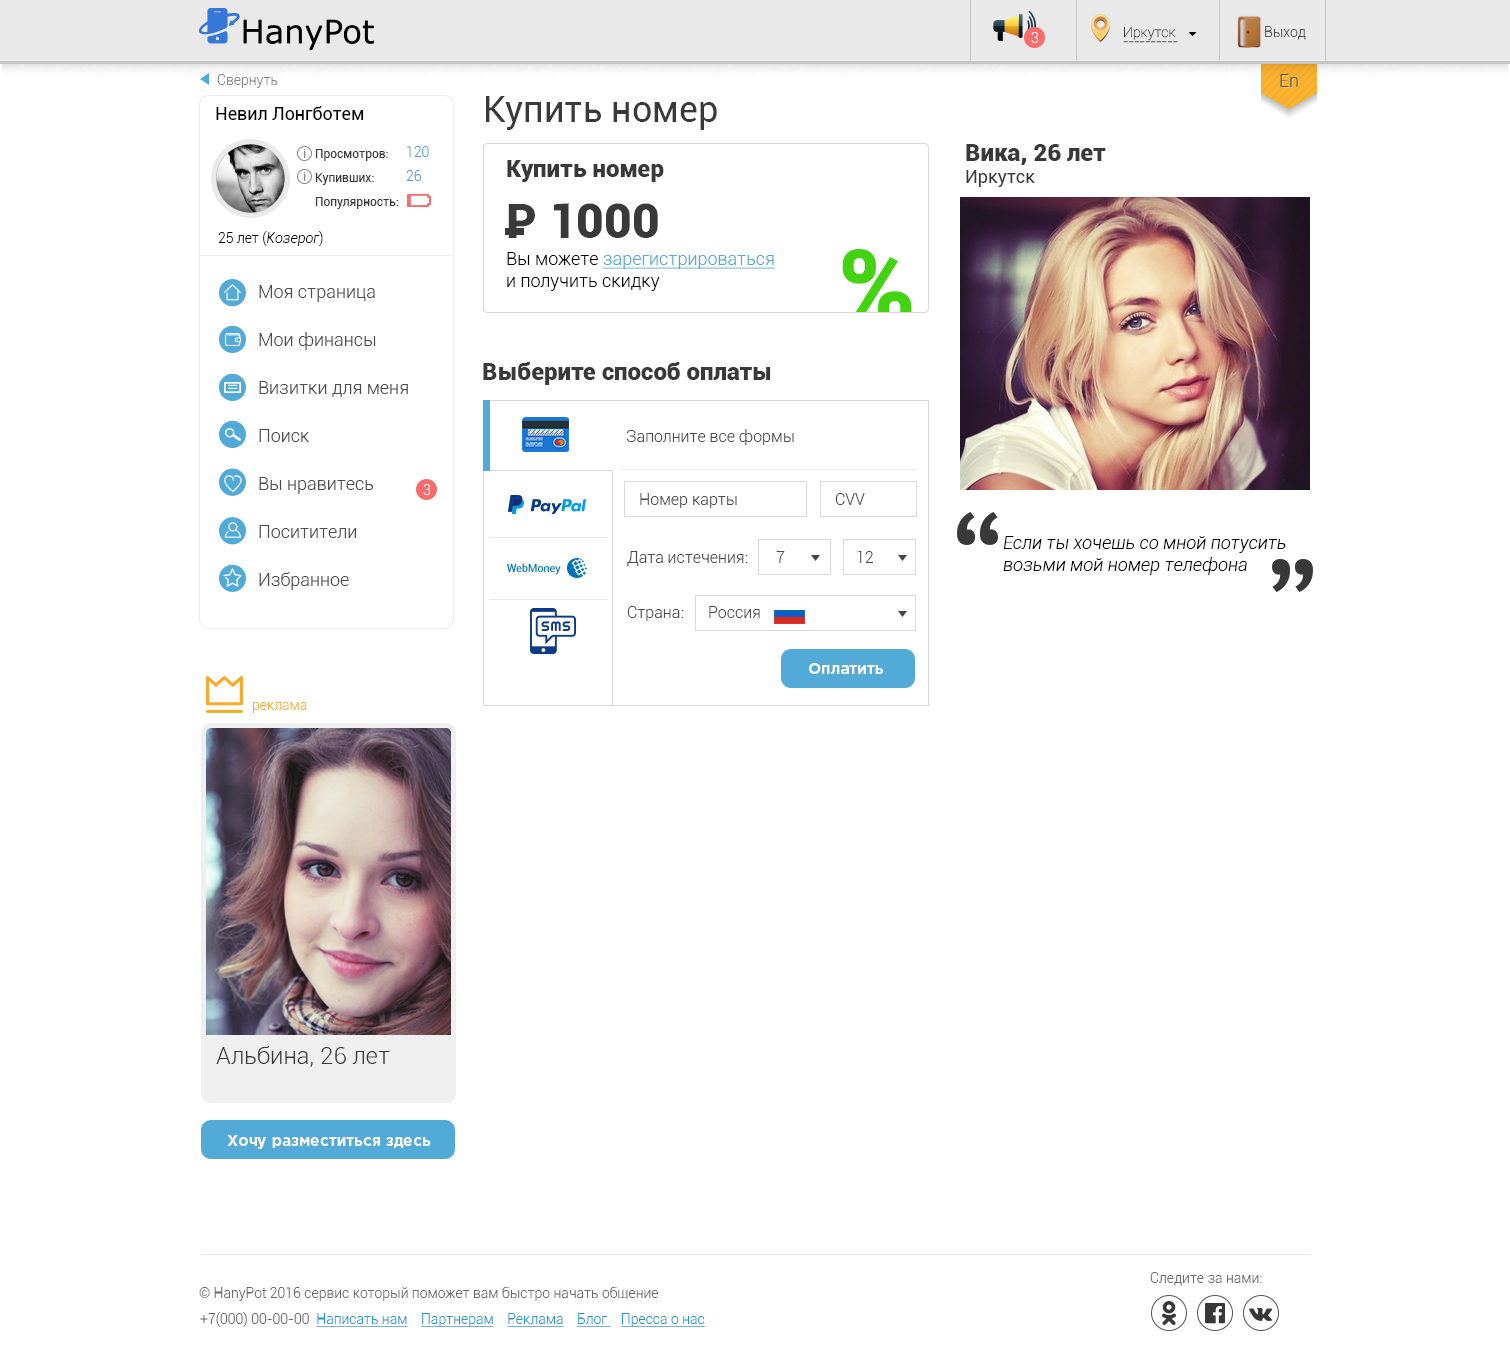 HanyPot
3
Иркутск
Выход
Свернуть
En
Невил Лонгботем
Просмотров: 120
Купивших: 26
Популярность:
25 лет (Козерог)
Моя страница
Мои финансы
Визитки для меня
Поиск
Вы нравитесь 3
Поситители
Избранное
реклама
Альбина, 26 лет
Хочу разместиться здесь
Купить номер
Купить номер
₽ 1000
Вы можете зарегистрироваться
и получить скидку
%
Выберите способ оплаты
Заполните все формы
PayPal
WebMoney
SMS
Номер карты CVV
Дата истечения: 7 12
Страна: Россия
Оплатить
Вика, 26 лет
Иркутск
“ Если ты хочешь со мной потусить
возьми мой номер телефона ”
© HanyPot 2016 сервис который поможет вам быстро начать общение
+7(000) 00-00-00 Написать нам Партнерам Реклама Блог Пресса о нас
Следите за нами: